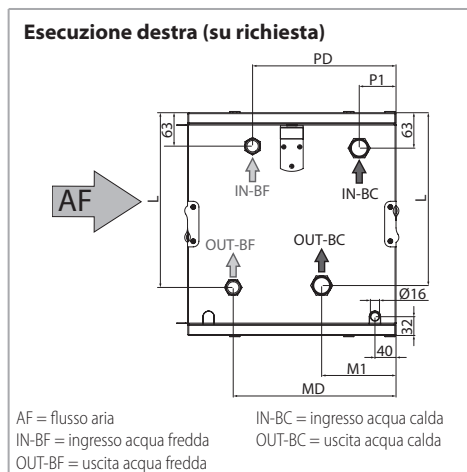 Esecuzione destra (su richiesta)
PD
P1
63
63
IN-BF
IN-BC
L
L
AF
OUT-BF
OUT-BC
Ø16
32
40
M1
MD
AF = flusso aria
IN-BF = ingresso acqua fredda
OUT-BF = uscita acqua fredda
IN-BC = ingresso acqua calda
OUT-BC = uscita acqua calda